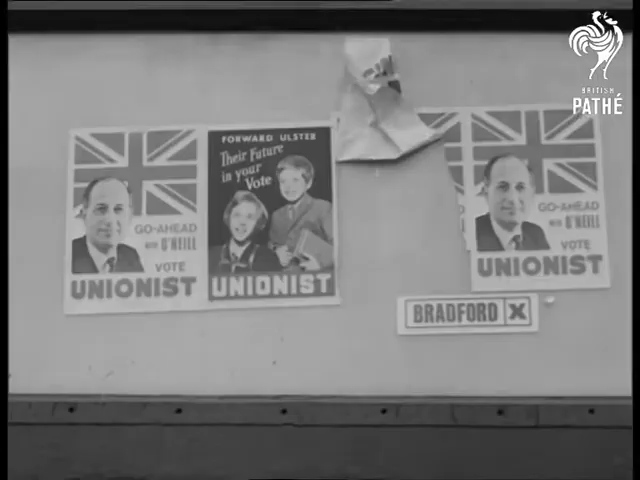 BRITISH
PATHÉ
GO-AHEAD
WITH O'NEILL
VOTE
UNIONIST
FORWARD ULSTER
Their Future
in your
Vote
UNIONIST
GO-AHEAD
WITH O'NEILL
VOTE
UNIONIST
BRADFORD X